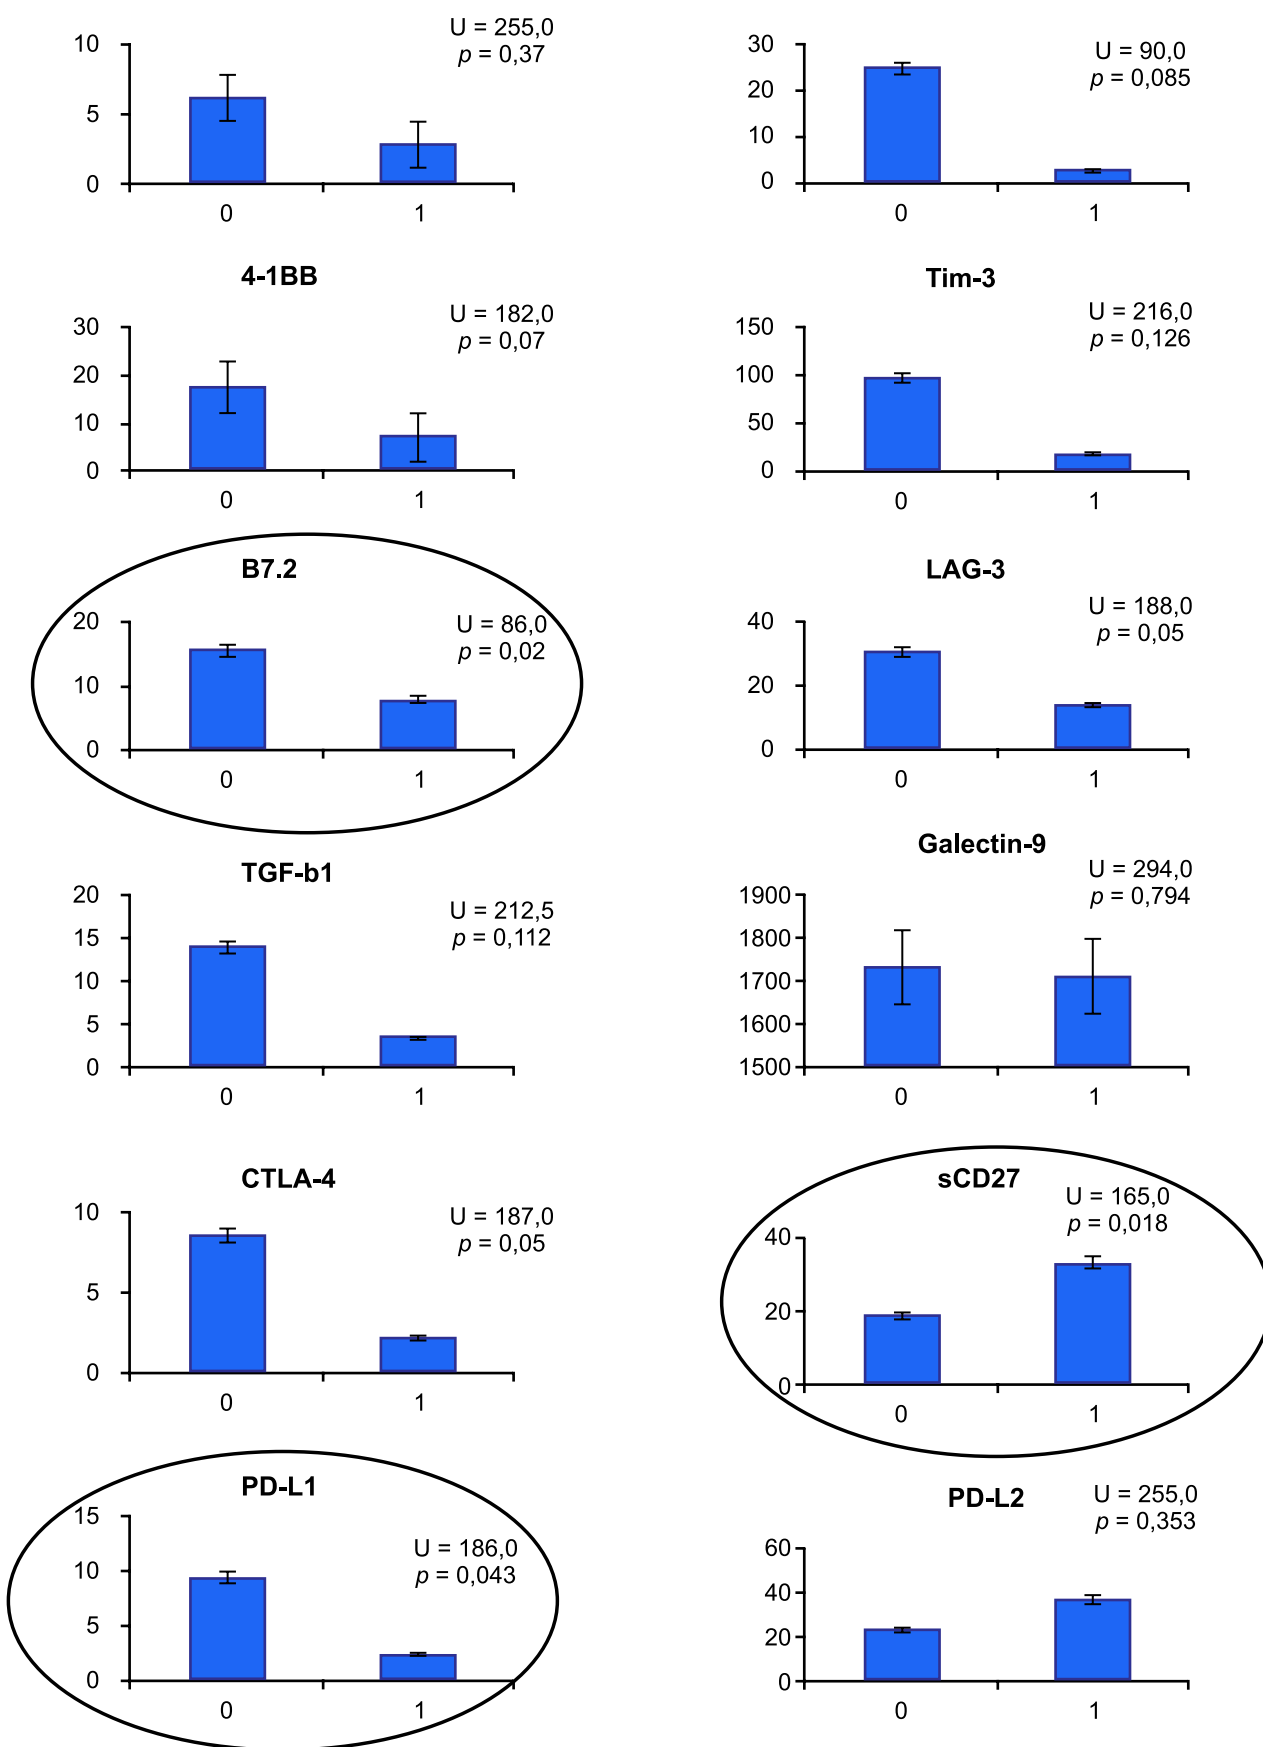 10
5
0
U = 255,0
p = 0,37
0 1
30
20
10
0
U = 90,0
p = 0,085
0 1
4-1BB
30
20
10
0
U = 182,0
p = 0,07
0 1
Tim-3
150
100
50
0
U = 216,0
p = 0,126
0 1
B7.2
20
10
0
U = 86,0
p = 0,02
0 1
LAG-3
40
20
0
U = 188,0
p = 0,05
0 1
TGF-b1
20
15
10
5
0
U = 212,5
p = 0,112
0 1
Galectin-9
1900
1800
1700
1600
1500
U = 294,0
p = 0,794
0 1
CTLA-4
10
5
0
U = 187,0
p = 0,05
0 1
sCD27
40
20
0
U = 165,0
p = 0,018
0 1
PD-L1
15
10
5
0
U = 186,0
p = 0,043
0 1
PD-L2
60
40
20
0
U = 255,0
p = 0,353
0 1